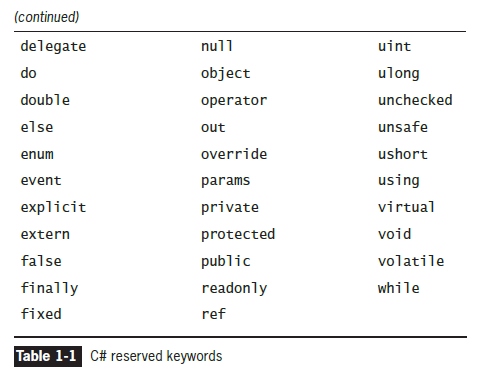 (continued)
delegate null uint
do object ulong
double operator unchecked
else out unsafe
enum override ushort
event params using
explicit private virtual
extern protected void
false public volatile
finally readonly while
fixed ref
Table 1-1 C# reserved keywords